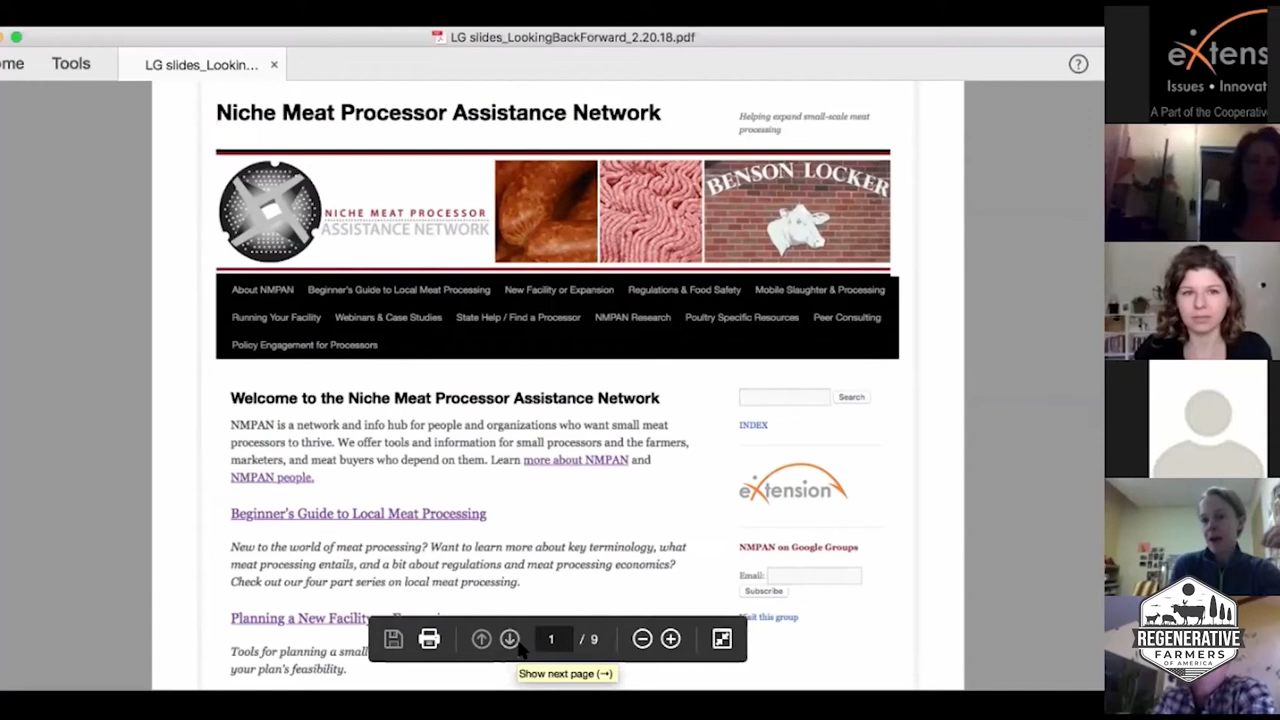 LG slides_LookingBackForward_2.20.18.pdf
ome
Tools
LG slides_Lookin...
×
?
Niche Meat Processor Assistance Network
Helping expand small-scale meat
processing
NICHE MEAT PROCESSOR
ASSISTANCE NETWORK
BENSON LOCKER
About NMPAN Beginner's Guide to Local Meat Processing New Facility or Expansion Regulations & Food Safety Mobile Slaughter & Processing
Running Your Facility Webinars & Case Studies State Help / Find a Processor NMPAN Research Poultry Specific Resources Peer Consulting
Policy Engagement for Processors
Welcome to the Niche Meat Processor Assistance Network
NMPAN is a network and info hub for people and organizations who want small meat
processors to thrive. We offer tools and information for small processors and the farmers,
marketers, and meat buyers who depend on them. Learn more about NMPAN and
NMPAN people.
Beginner's Guide to Local Meat Processing
New to the world of meat processing? Want to learn more about key terminology, what
meat processing entails, and a bit about regulations and meat processing economics?
Check out our four part series on local meat processing.
Planning a New Facility
Tools for planning a small
your plan's feasibility.
Search
INDEX
eXtension
NMPAN on Google Groups
Email:
Subscribe
Visit this group
1 / 9
Show next page (→)
eXtens
Issues • Innovat
A Part of the Cooperativ
REGENERATIVE
FARMERS
OF AMERICA